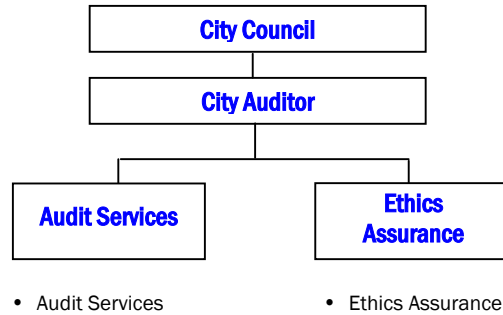 City Council
City Auditor
Audit Services
Ethics
Assurance
• Audit Services
• Ethics Assurance